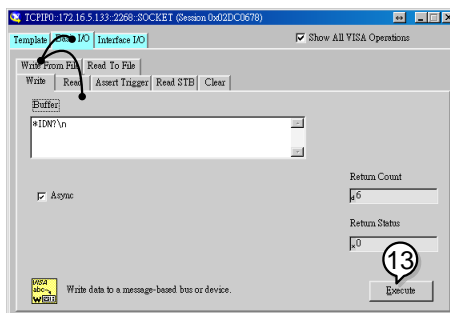 TCPIP0::172.16.5.133::2268::SOCKET (Session 0x02DC0678)
Template I/O Interface I/O Show All VISA Operations
Write From File Read To File
Write Read Assert Trigger Read STB Clear
Buffer
*IDN?\n
Return Count
Async
d 6
Return Status
x 0
13
VISA
abc
Write data to a message-based bus or device.
Execute